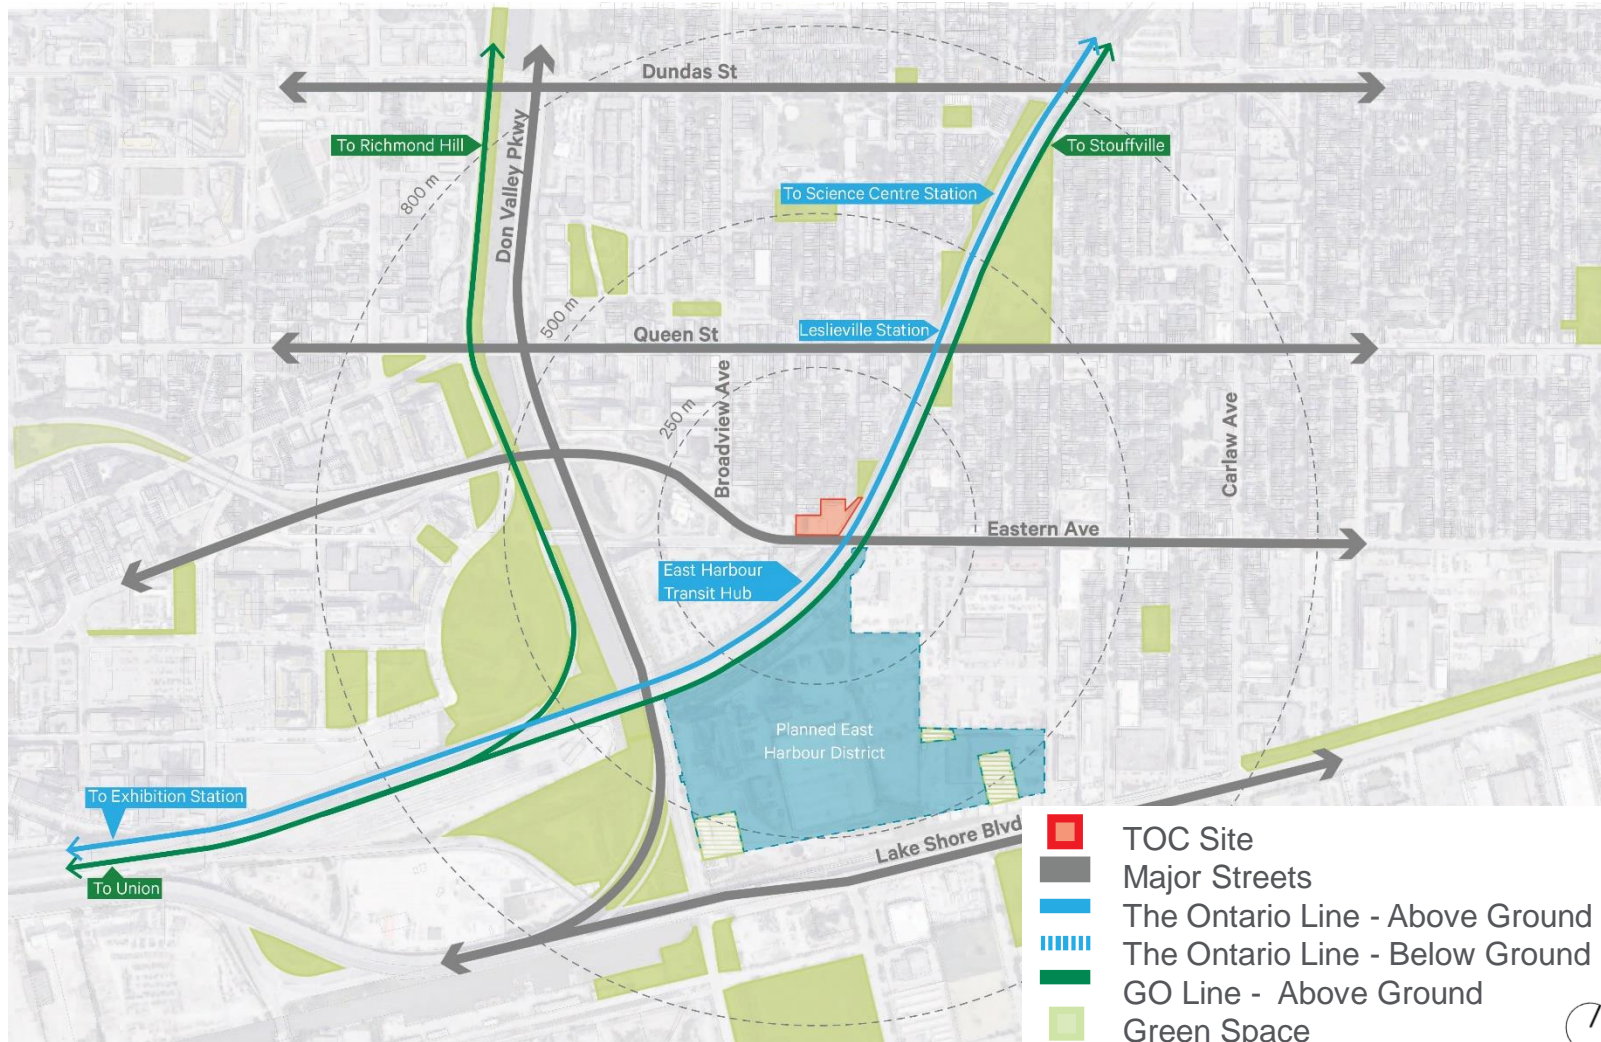 Dundas St
To Richmond Hill
Don Valley Pkwy
To Stouffville
To Science Centre Station
800 m
500 m
Leslieville Station
Queen St
Broadview Ave
250 m
Carlaw Ave
Eastern Ave
East Harbour
Transit Hub
Planned East
Harbour District
To Exhibition Station
To Union
Lake Shore Blvd
TOC Site
Major Streets
The Ontario Line - Above Ground
The Ontario Line - Below Ground
GO Line - Above Ground
Green Space